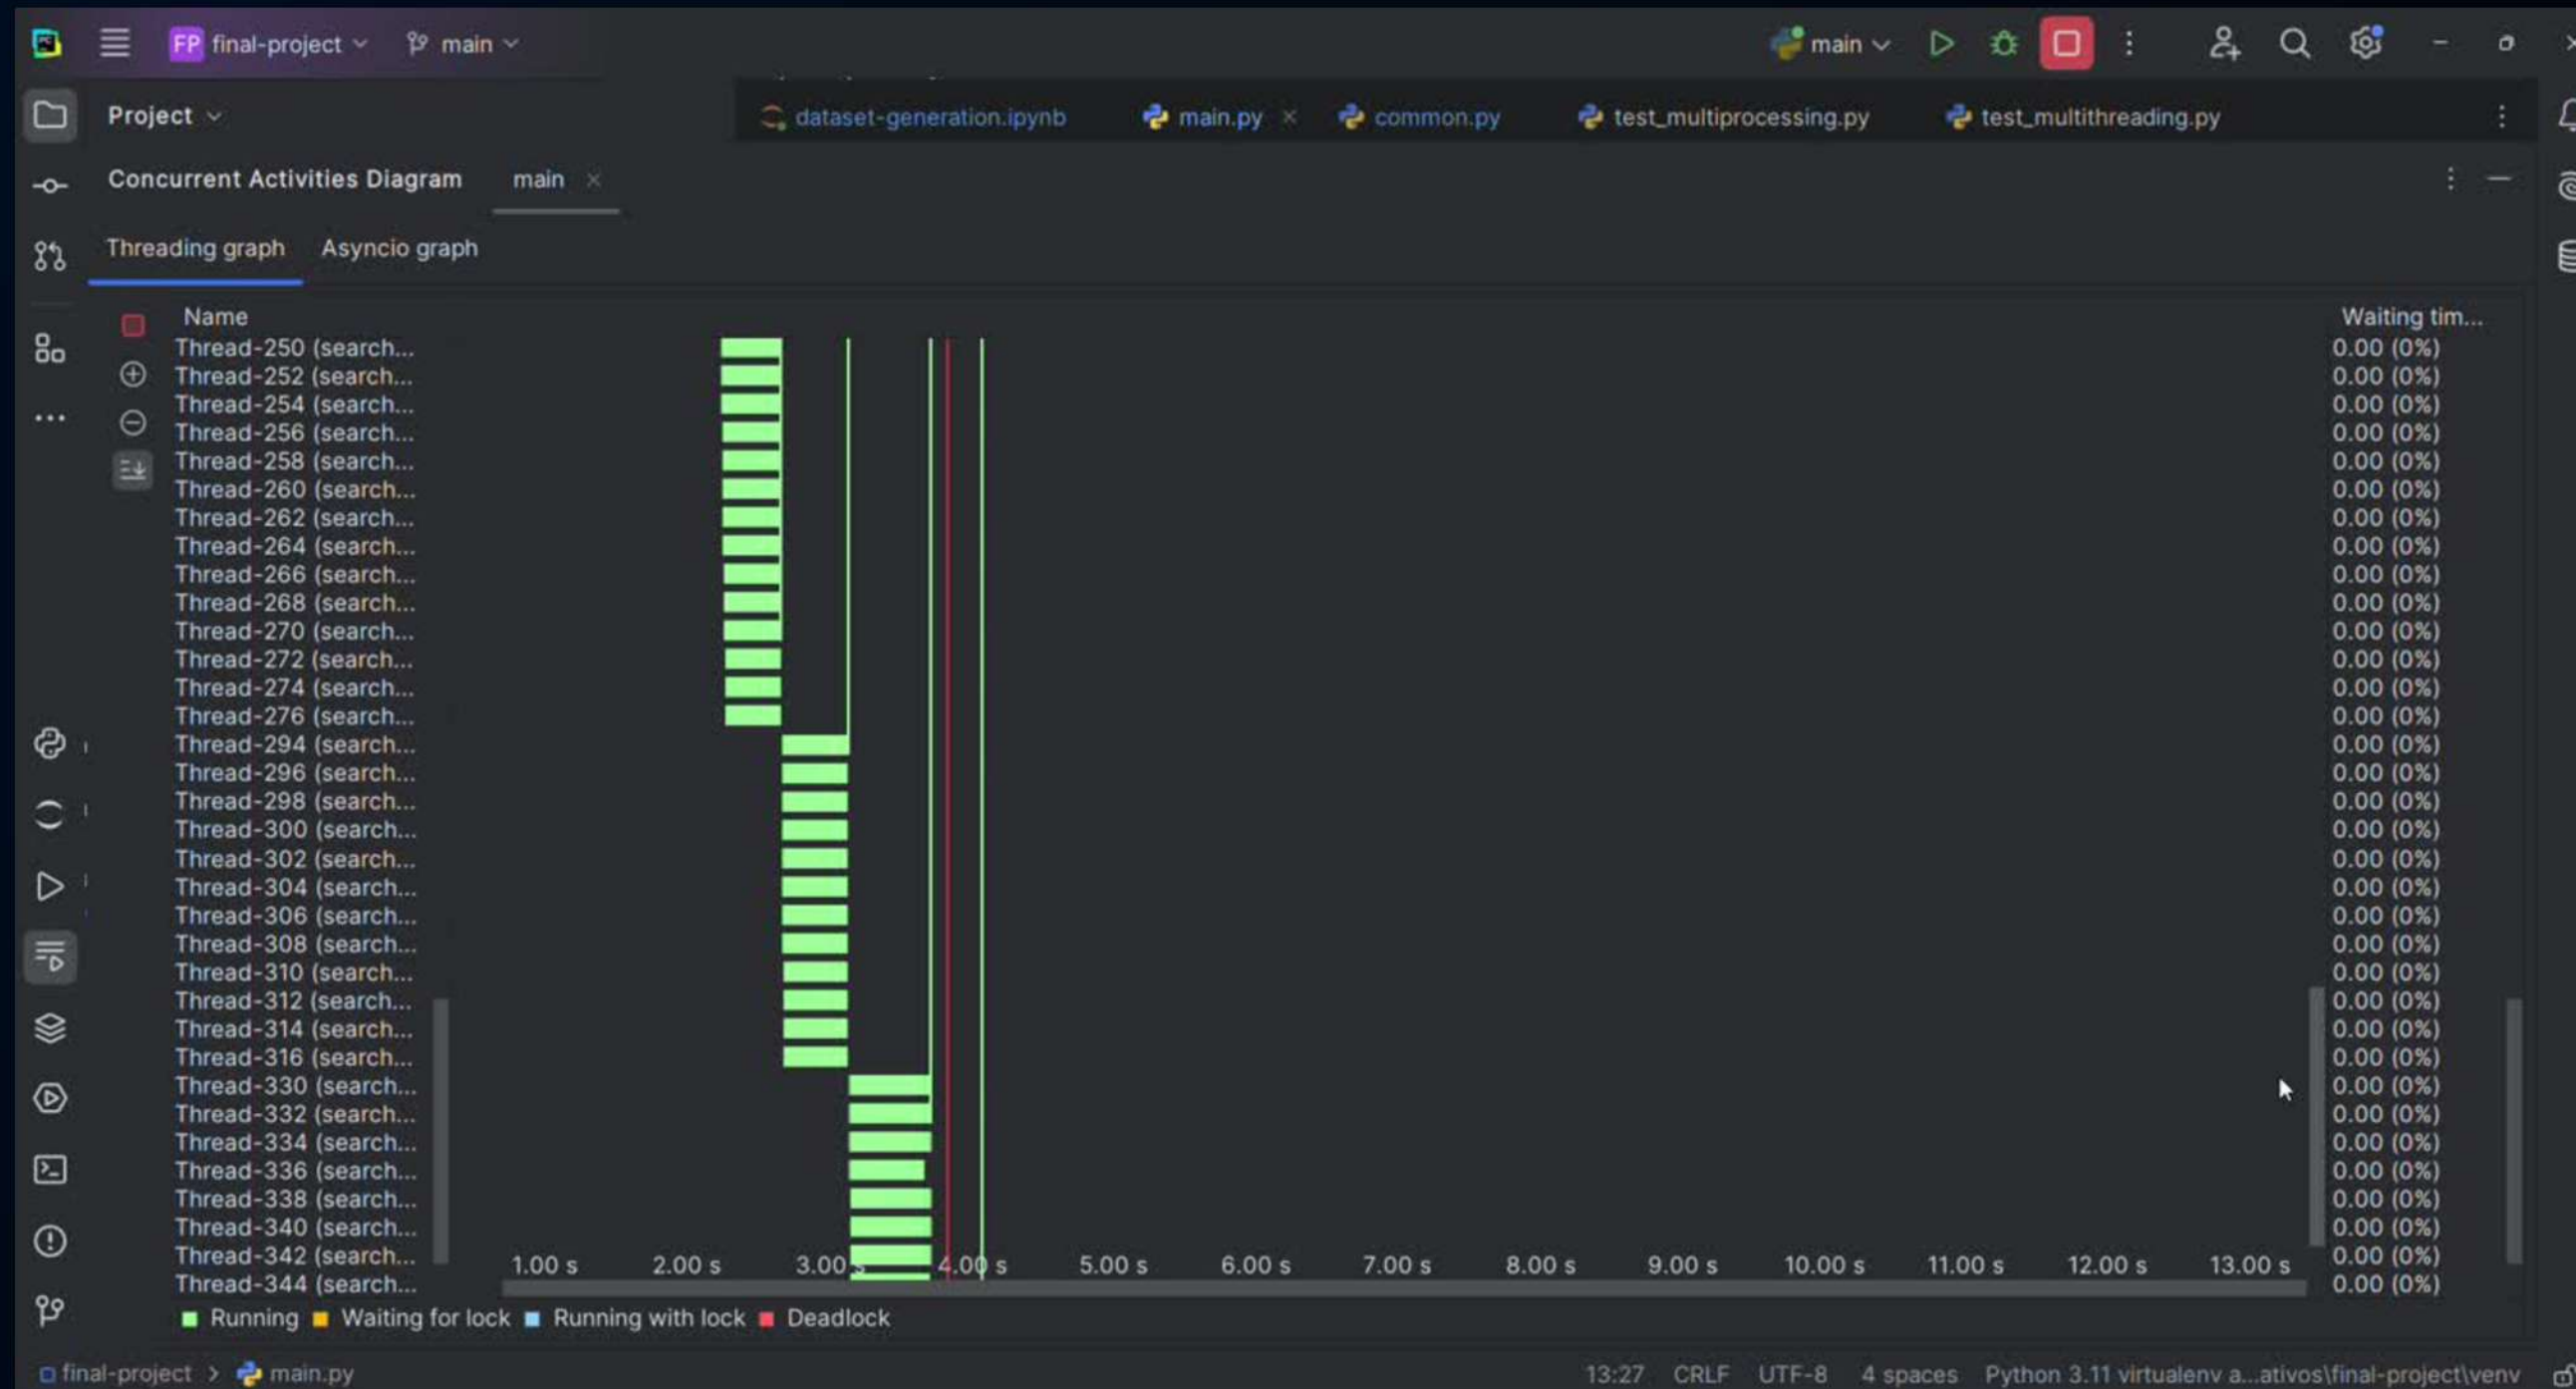 FP final-project main main
Project dataset-generation.ipynb main.py common.py test_multiprocessing.py test_multithreading.py
Concurrent Activities Diagram main
Threading graph Asyncio graph
Name Waiting tim...
Thread-250 (search... 0.00 (0%)
Thread-252 (search... 0.00 (0%)
Thread-254 (search... 0.00 (0%)
Thread-256 (search... 0.00 (0%)
Thread-258 (search... 0.00 (0%)
Thread-260 (search... 0.00 (0%)
Thread-262 (search... 0.00 (0%)
Thread-264 (search... 0.00 (0%)
Thread-266 (search... 0.00 (0%)
Thread-268 (search... 0.00 (0%)
Thread-270 (search... 0.00 (0%)
Thread-272 (search... 0.00 (0%)
Thread-274 (search... 0.00 (0%)
Thread-276 (search... 0.00 (0%)
Thread-294 (search... 0.00 (0%)
Thread-296 (search... 0.00 (0%)
Thread-298 (search... 0.00 (0%)
Thread-300 (search... 0.00 (0%)
Thread-302 (search... 0.00 (0%)
Thread-304 (search... 0.00 (0%)
Thread-306 (search... 0.00 (0%)
Thread-308 (search... 0.00 (0%)
Thread-310 (search... 0.00 (0%)
Thread-312 (search... 0.00 (0%)
Thread-314 (search... 0.00 (0%)
Thread-316 (search... 0.00 (0%)
Thread-330 (search... 0.00 (0%)
Thread-332 (search... 0.00 (0%)
Thread-334 (search... 0.00 (0%)
Thread-336 (search... 0.00 (0%)
Thread-338 (search... 0.00 (0%)
Thread-340 (search... 0.00 (0%)
Thread-342 (search... 0.00 (0%)
1.00 s 2.00 s 3.00 s 4.00 s 5.00 s 6.00 s 7.00 s 8.00 s 9.00 s 10.00 s 11.00 s 12.00 s 13.00 s
Thread-344 (search... 0.00 (0%)
Running Waiting for lock Running with lock Deadlock
final-project > main.py 13:27 CRLF UTF-8 4 spaces Python 3.11 virtualenv a...ativos\final-project\venv